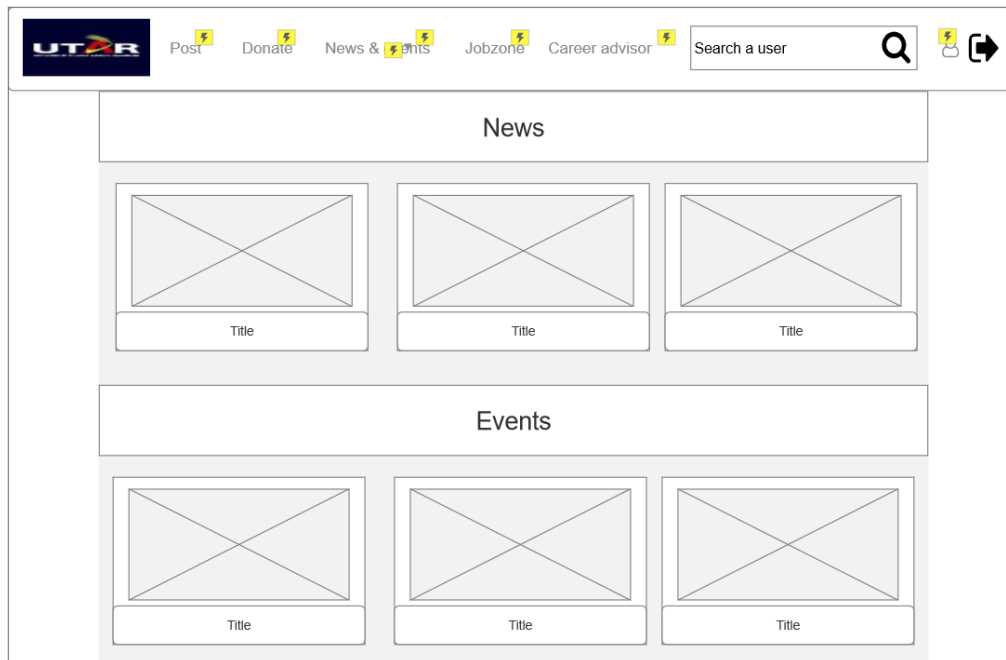 UTAR
Post Donate News & Events Jobzone Career advisor Search a user
News
Title Title Title
Events
Title Title Title